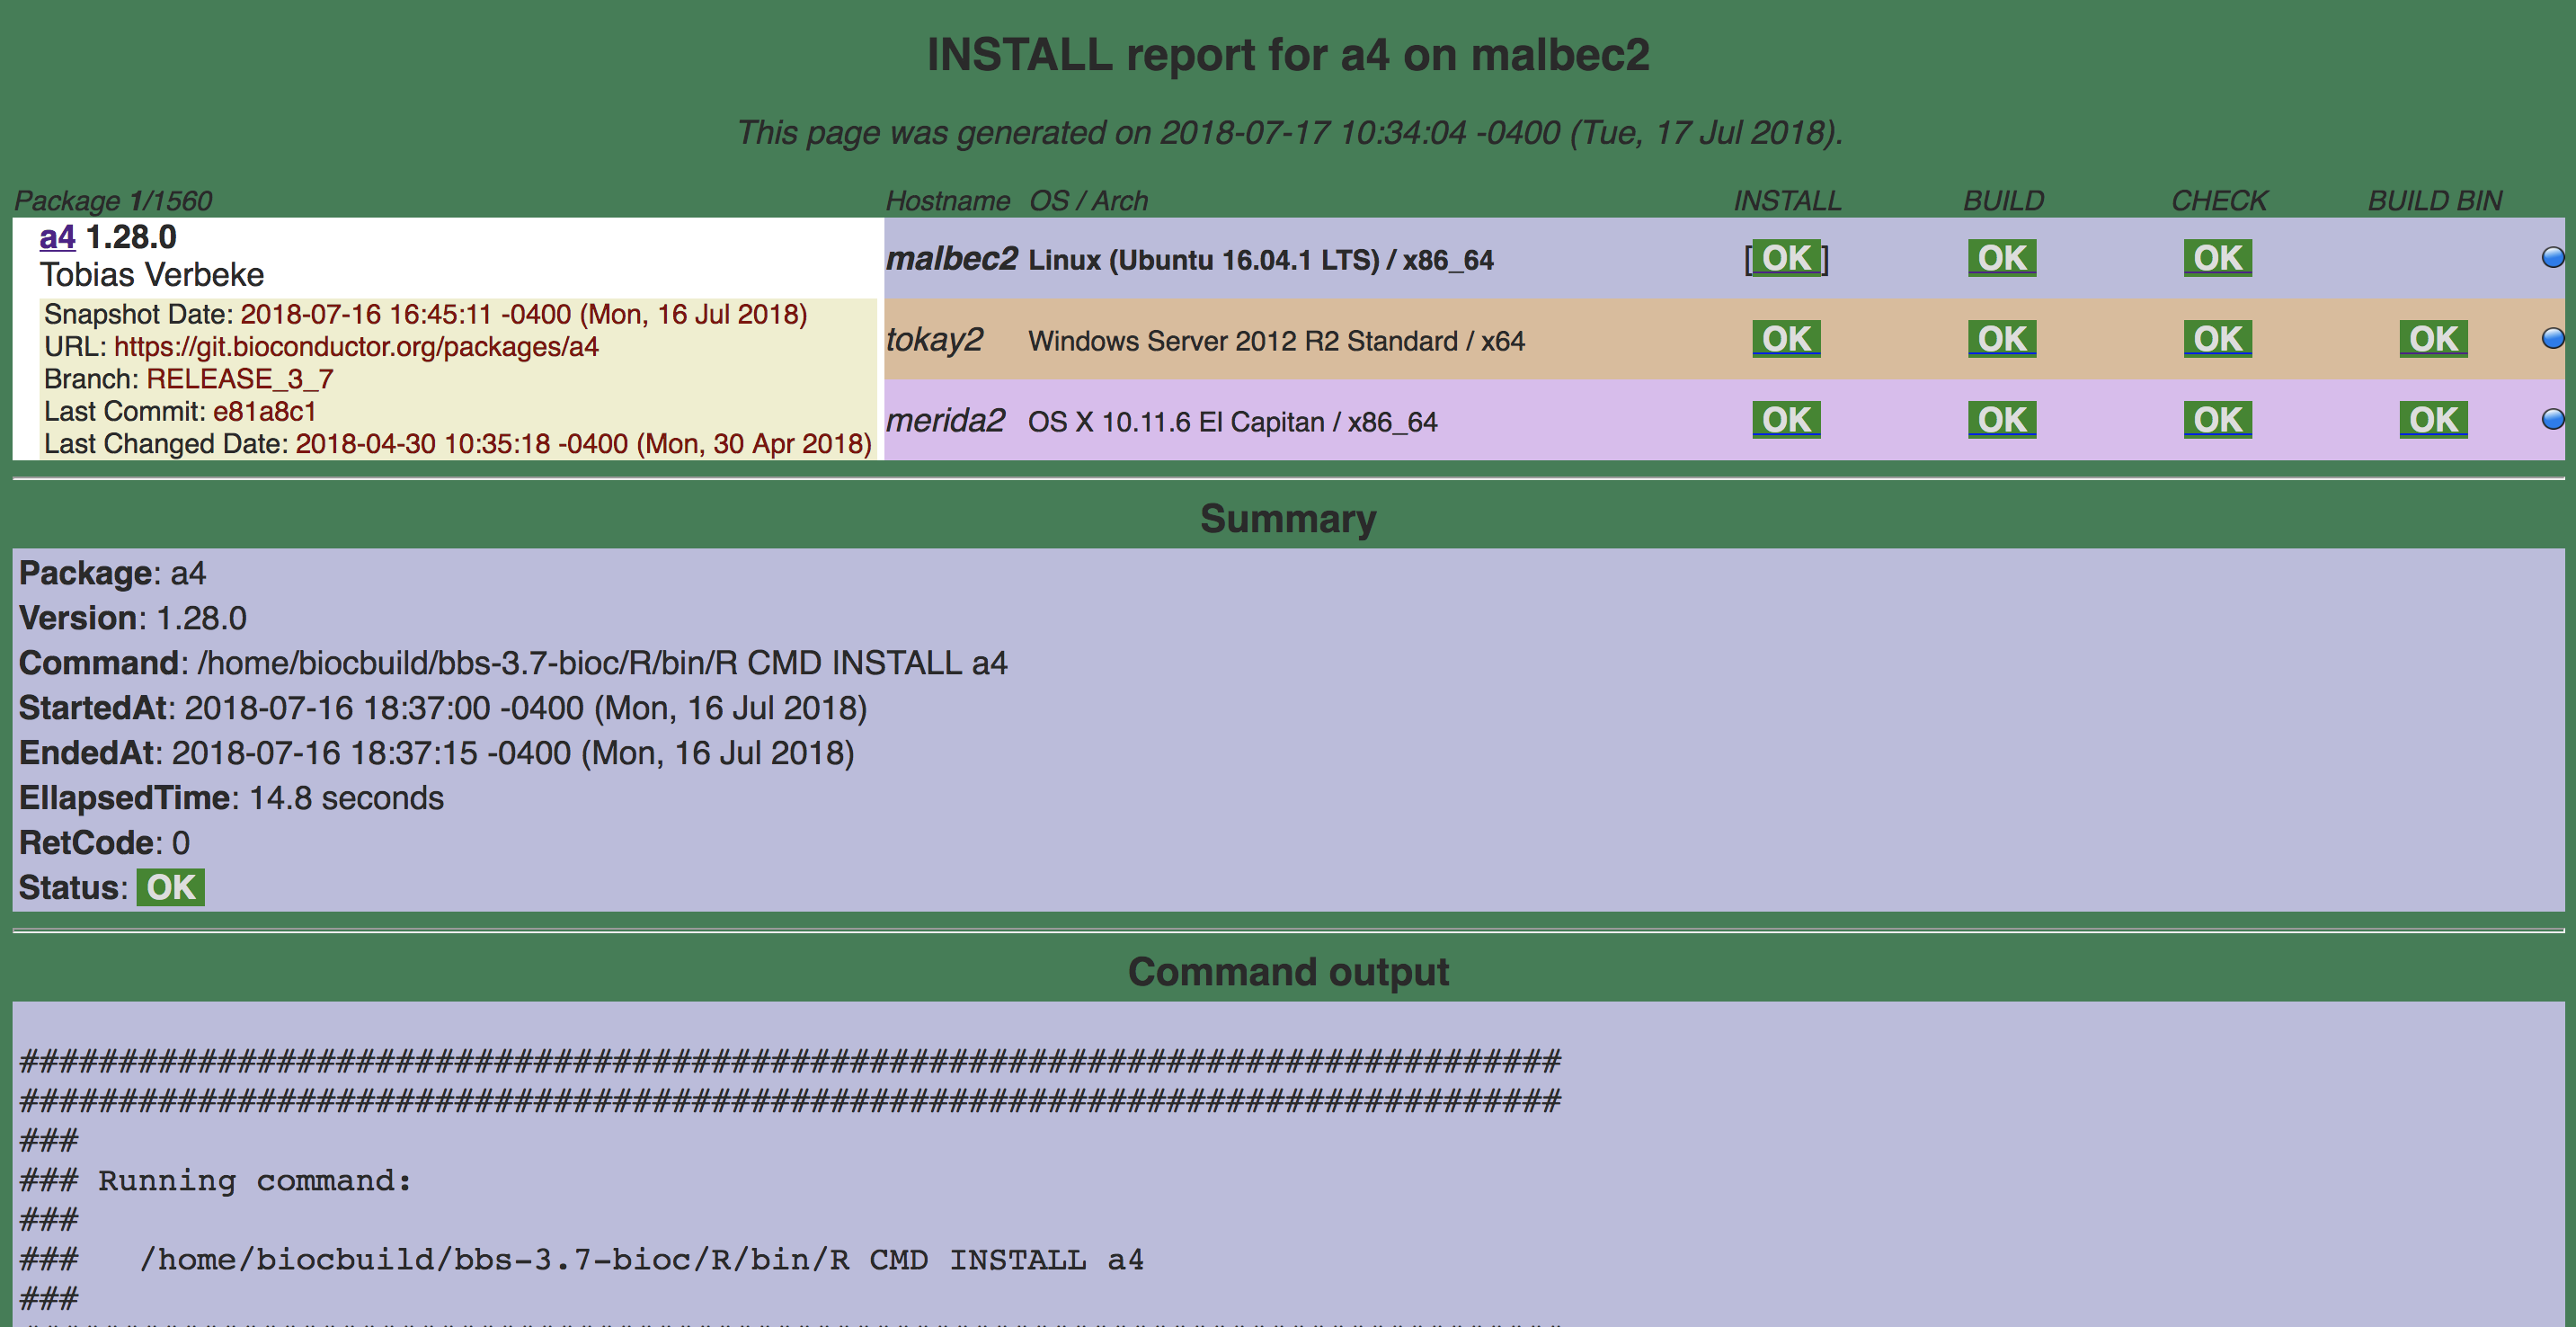 INSTALL report for a4 on malbec2
This page was generated on 2018-07-17 10:34:04 -0400 (Tue, 17 Jul 2018).
Package 1/1560 Hostname OS / Arch INSTALL BUILD CHECK BUILD BIN
a4 1.28.0
Tobias Verbeke
Snapshot Date: 2018-07-16 16:45:11 -0400 (Mon, 16 Jul 2018)
URL: https://git.bioconductor.org/packages/a4
Branch: RELEASE_3_7
Last Commit: e81a8c1
Last Changed Date: 2018-04-30 10:35:18 -0400 (Mon, 30 Apr 2018)
malbec2 Linux (Ubuntu 16.04.1 LTS) / x86_64 [ OK ] OK OK
tokay2 Windows Server 2012 R2 Standard / x64 OK OK OK OK
merida2 OS X 10.11.6 El Capitan / x86_64 OK OK OK OK
Summary
Package: a4
Version: 1.28.0
Command: /home/biocbuild/bbs-3.7-bioc/R/bin/R CMD INSTALL a4
StartedAt: 2018-07-16 18:37:00 -0400 (Mon, 16 Jul 2018)
EndedAt: 2018-07-16 18:37:15 -0400 (Mon, 16 Jul 2018)
EllapsedTime: 14.8 seconds
RetCode: 0
Status: OK
Command output
##############################################################################
##############################################################################
###
### Running command:
###
###   /home/biocbuild/bbs-3.7-bioc/R/bin/R CMD INSTALL a4
###